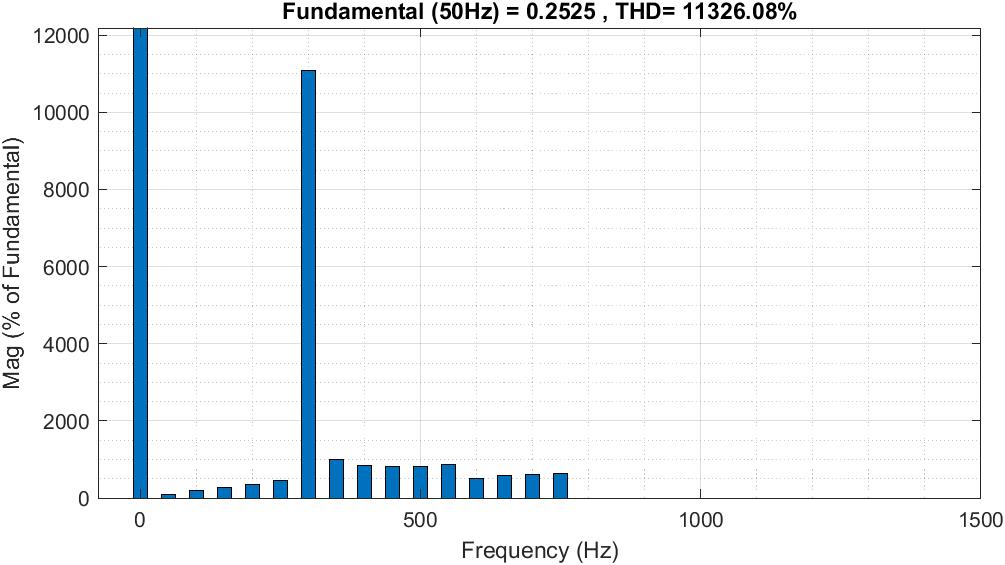 Fundamental (50Hz) = 0.2525 , THD= 11326.08%
12000
10000
8000
6000
4000
2000
0
Mag (% of Fundamental)
0 500 1000 1500
Frequency (Hz)